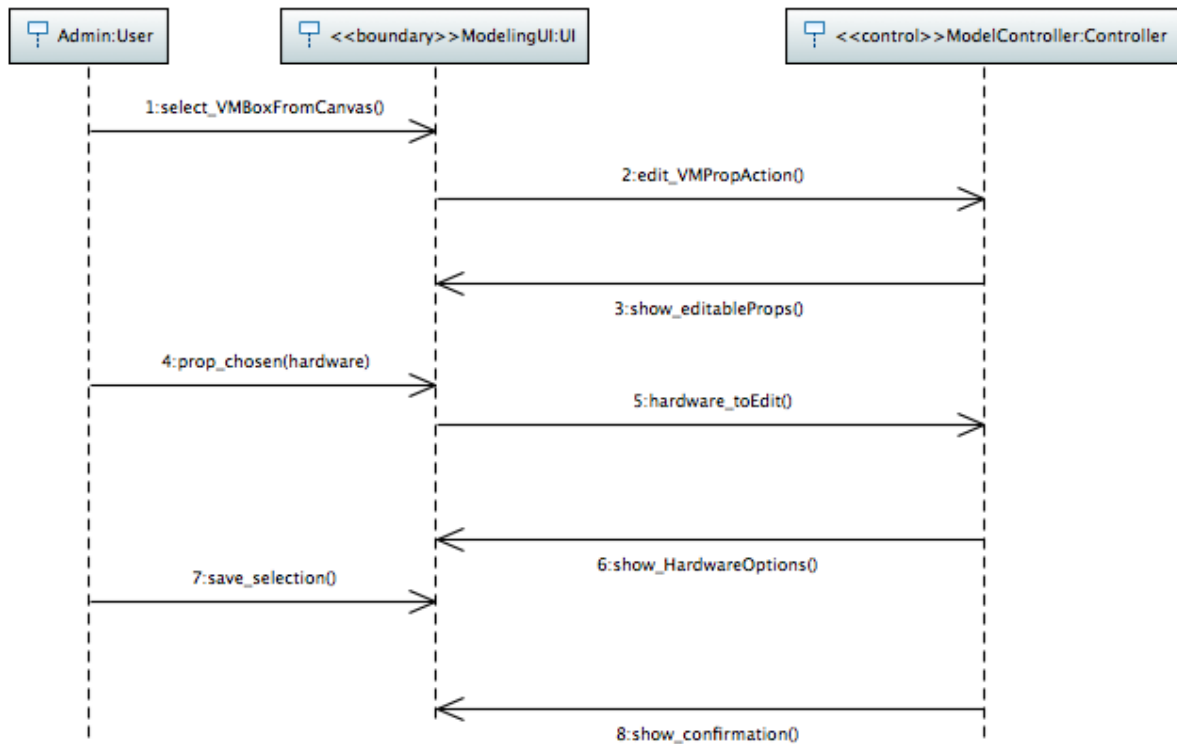 Admin:User
<<boundary>>ModelingUI:UI
<<control>>ModelController:Controller
1:select_VMBoxFromCanvas()
2:edit_VMPropAction()
3:show_editableProps()
4:prop_chosen(hardware)
5:hardware_toEdit()
6:show_HardwareOptions()
7:save_selection()
8:show_confirmation()